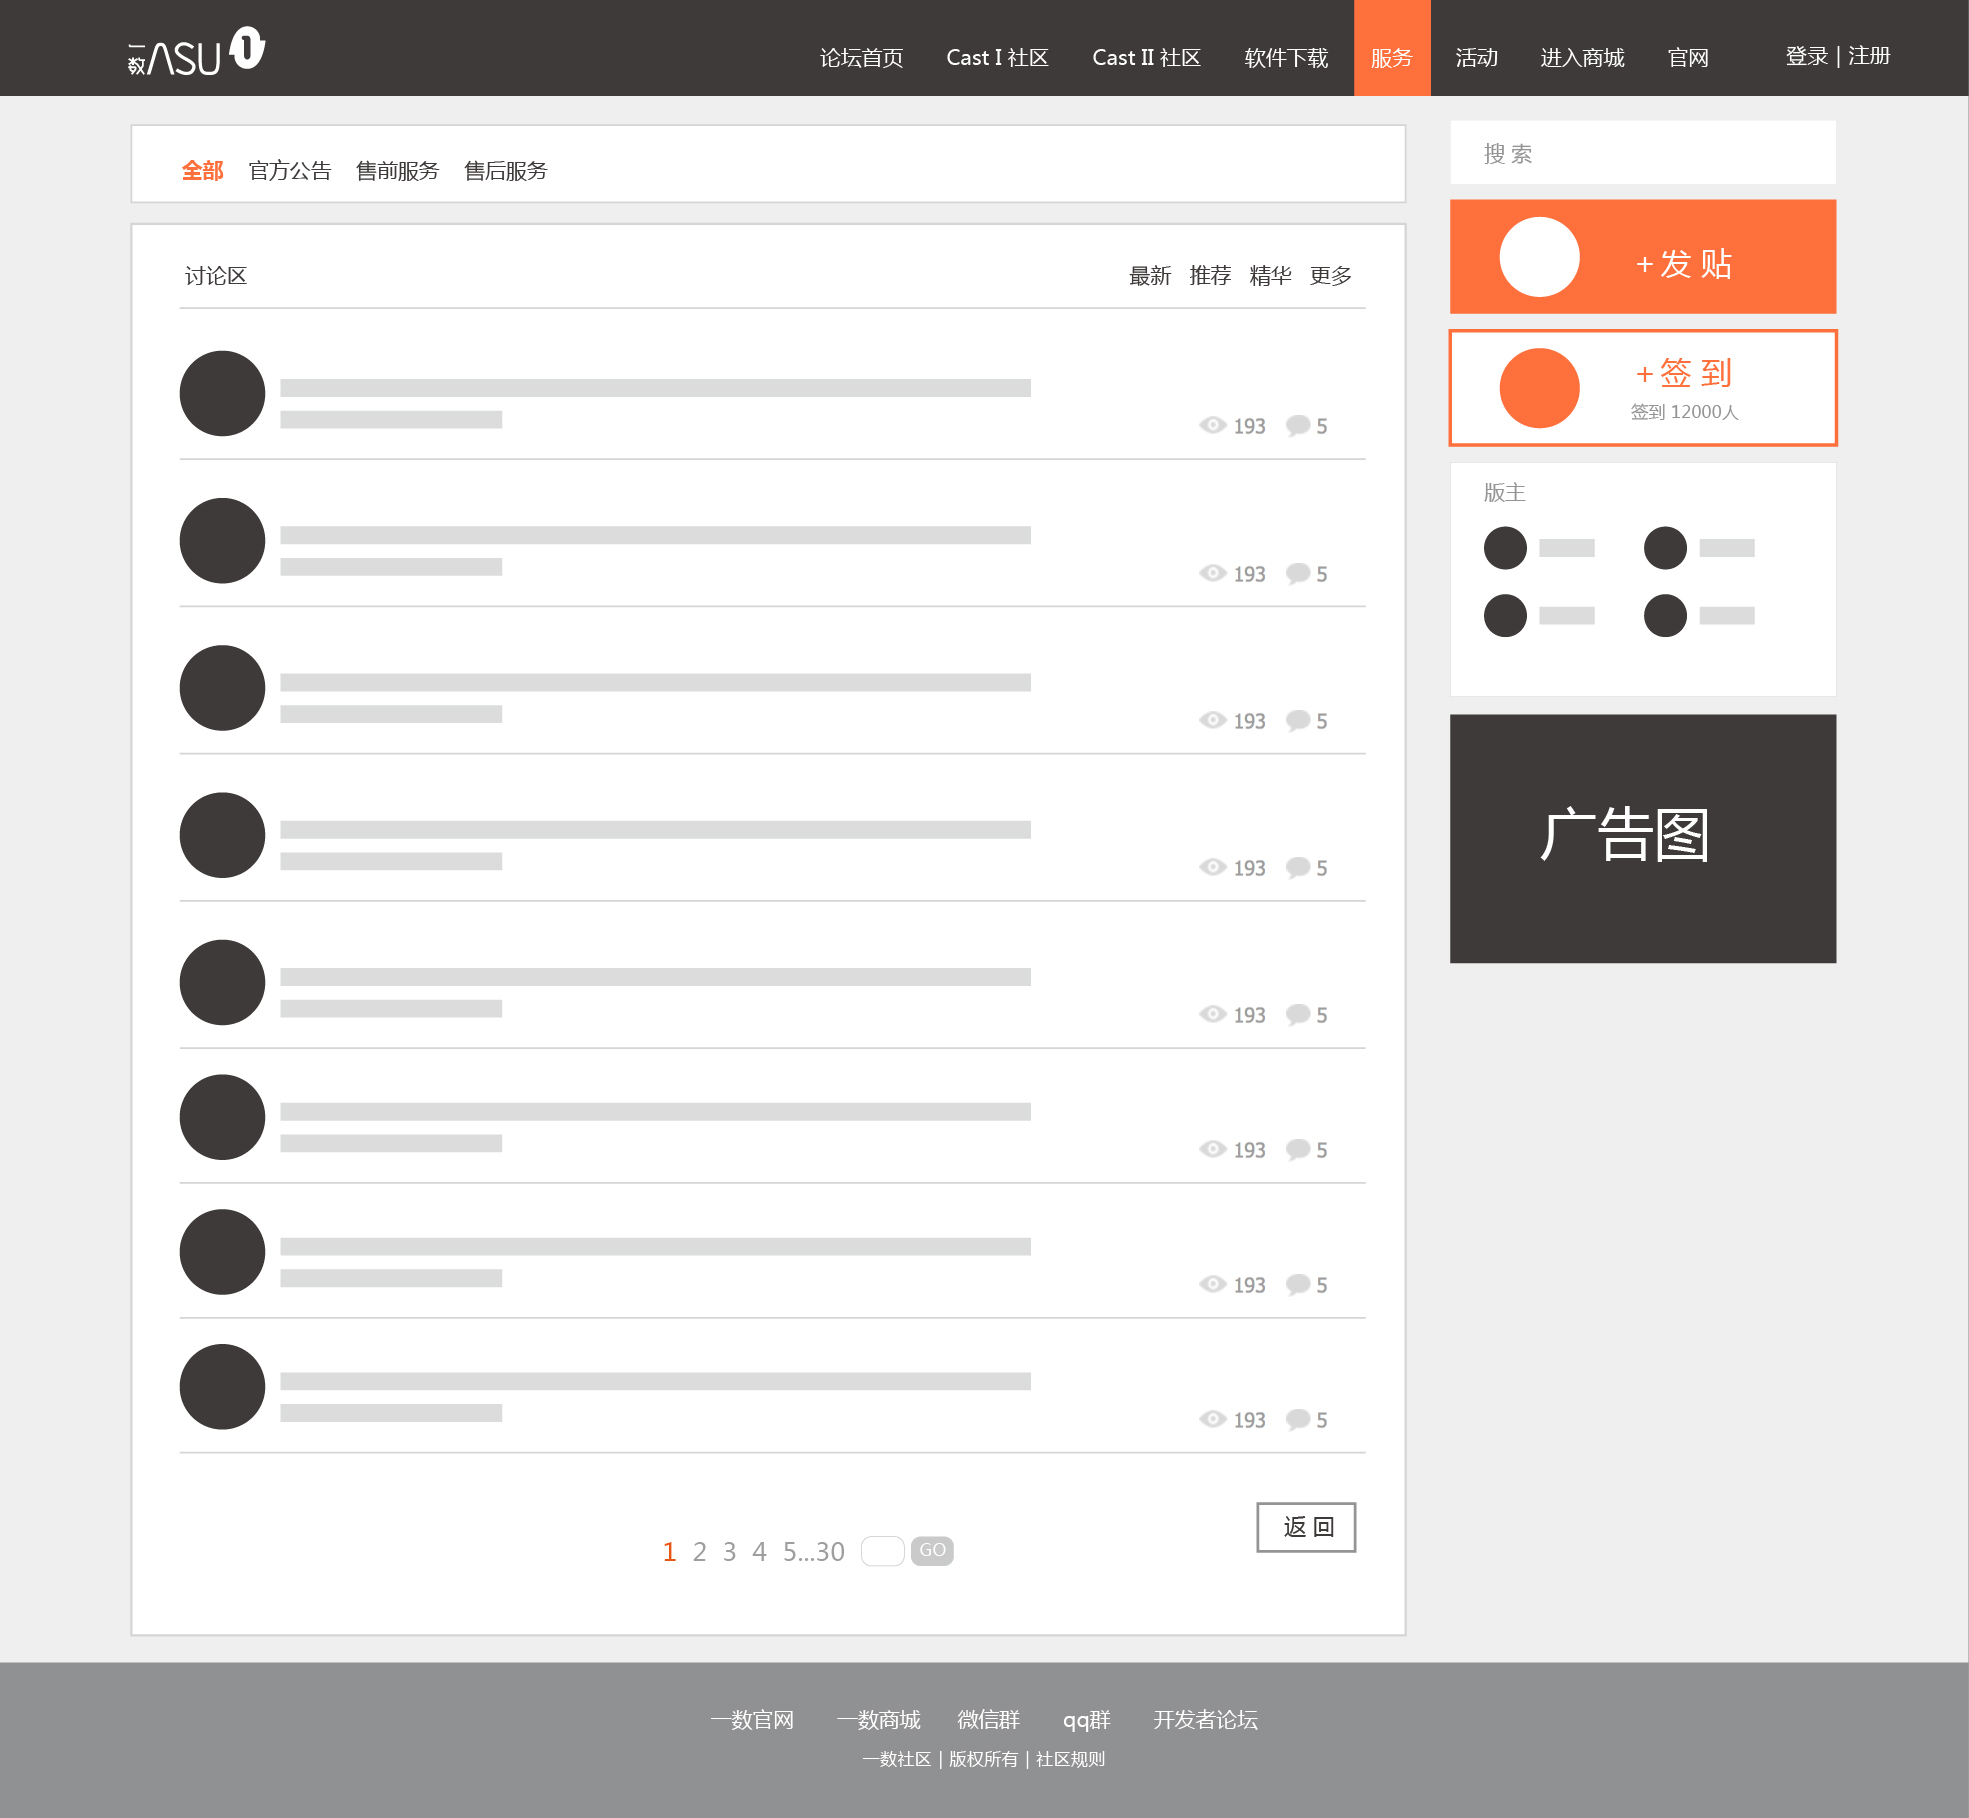 一数 ASU
论坛首页 Cast I 社区 Cast II 社区 软件下载 服务 活动 进入商城 官网 登录 | 注册
全部 官方公告 售前服务 售后服务
搜 索
+发 贴
+签 到
签到 12000人
版主
广告图
讨论区 最新 推荐 精华 更多
193 5
193 5
193 5
193 5
193 5
193 5
193 5
193 5
返 回
1 2 3 4 5...30 GO
一数官网 一数商城 微信群 qq群 开发者论坛
一数社区 | 版权所有 | 社区规则